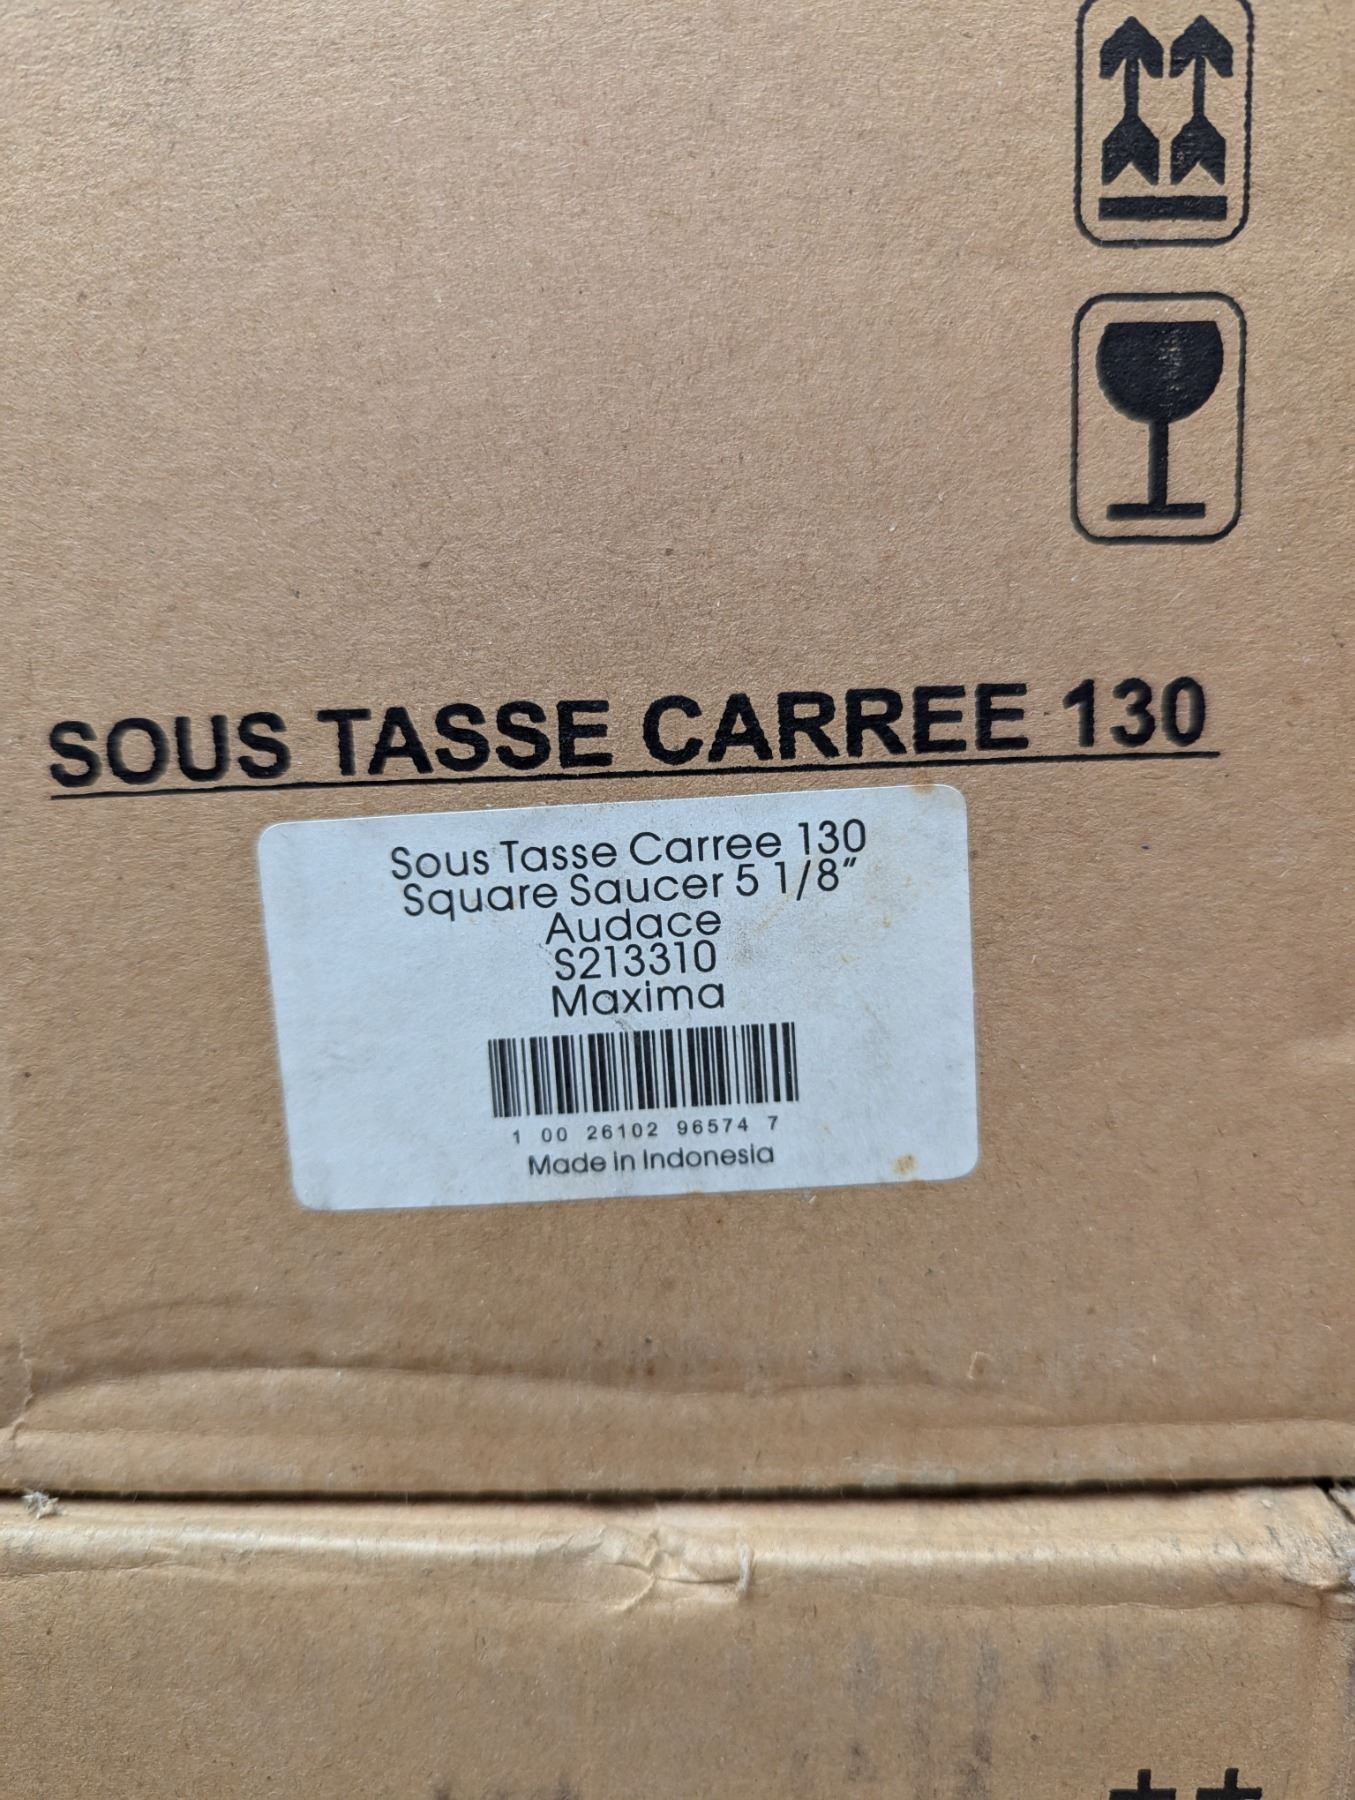 SOUS TASSE CARREE 130
Sous Tasse Carree 130
Square Saucer 5 1/8"
Audace
S213310
Maxima
1 00 26102 96574 7
Made in Indonesia